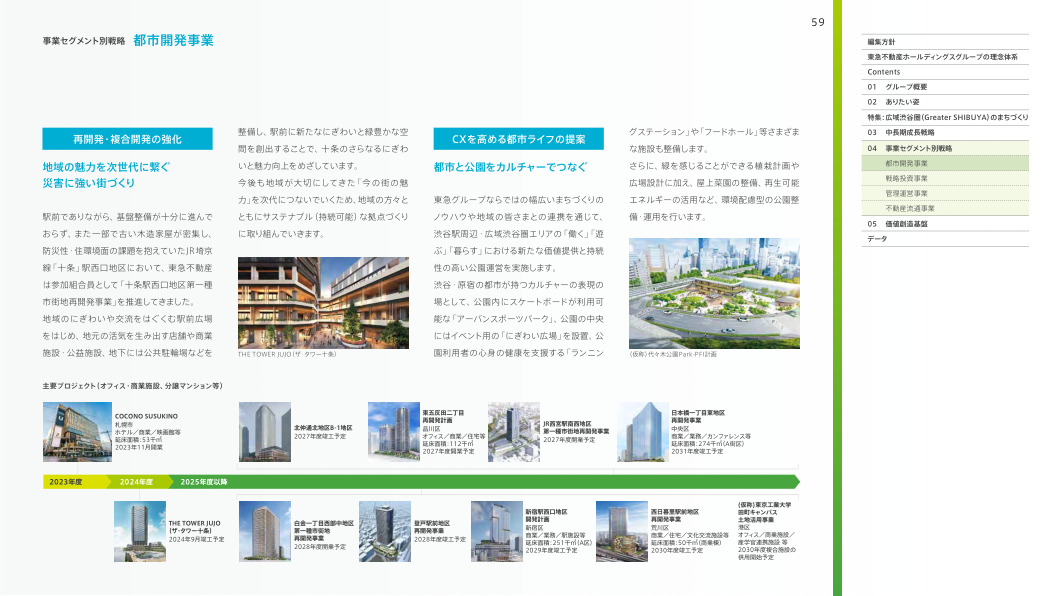 59
事業セグメント別戦略 都市開発事業
再開発・複合開発の強化
地域の魅力を次世代に繋ぐ
災害に強い街づくり
駅前でありながら、基盤整備が十分に進んで
おらず、また一部で古い木造家屋が密集し、
防災性・住環境面の課題を抱えていたJR埼京
線「十条」駅西口地区において、東急不動産
は参加組合員として「十条駅西口地区第一種
市街地再開発事業」を推進してきました。
地域のにぎわいや交流をはぐくむ駅前広場
をはじめ、地元の活気を生み出す店舗や商業
施設・公益施設、地下には公共駐輪場などを
整備し、駅前に新たなにぎわいと緑豊かな空
間を創出することで、十条のさらなるにぎわ
いと魅力向上をめざしています。
今後も地域が大切にしてきた「今の街の魅
力」を次代につないでいくため、地域の方々と
ともにサステナブル（持続可能）な拠点づくり
に取り組んでいきます。
THE TOWER JUJO（ザ・タワー十条）
CXを高める都市ライフの提案
都市と公園をカルチャーでつなぐ
東急グループならではの幅広いまちづくりの
ノウハウや地域の皆さまとの連携を通じて、
渋谷駅周辺・広域渋谷圏エリアの「働く」「遊
ぶ」「暮らす」における新たな価値提供と持続
性の高い公園運営を実施します。
渋谷・原宿の都市が持つカルチャーの表現の
場として、公園内にスケートボードが利用可
能な「アーバンスポーツパーク」、公園の中央
にはイベント用の「にぎわい広場」を設置、公
園利用者の心身の健康を支援する「ランニン
グステーション」や「フードホール」等さまざま
な施設も整備します。
さらに、緑を感じることができる植栽計画や
広場設計に加え、屋上菜園の整備、再生可能
エネルギーの活用など、環境配慮型の公園整
備・運用を行います。
（仮称）代々木公園Park-PFI計画
主要プロジェクト（オフィス・商業施設、分譲マンション等）
COCONO SUSUKINO
札幌市
ホテル／商業／映画館等
延床面積：53千㎡
2023年11月開業
北仲通北地区B-1地区
2027年度竣工予定
東五反田二丁目
再開発計画
品川区
オフィス／商業／住宅等
延床面積：112千㎡
2027年度開業予定
JR西宮駅南西地区
第一種市街地再開発事業
2027年度開業予定
日本橋一丁目東地区
再開発事業
中央区
商業／業務／カンファレンス等
延床面積：274千㎡（A街区）
2031年度竣工予定
2023年度
2024年度
2025年度以降
THE TOWER JUJO
（ザ・タワー十条）
2024年9月竣工予定
白金一丁目西部中地区
第一種市街地
再開発事業
2028年度開業予定
登戸駅前地区
再開発事業
2028年度竣工予定
新宿駅西口地区
開発計画
新宿区
商業／業務／駅施設等
延床面積：251千㎡（A区）
2029年度竣工予定
西日暮里駅前地区
再開発事業
荒川区
商業／住宅／文化交流施設等
延床面積：50千㎡（商業棟）
2030年度竣工予定
（仮称）東京工業大学
田町キャンパス
土地活用事業
港区
オフィス／商業施設／
産学官連携施設 等
2030年度複合施設の
供用開始予定
編集方針
東急不動産ホールディングスグループの理念体系
Contents
01 グループ概要
02 ありたい姿
特集：広域渋谷圏（Greater SHIBUYA）のまちづくり
03 中長期成長戦略
04 事業セグメント別戦略
都市開発事業
戦略投資事業
管理運営事業
不動産流通事業
05 価値創造基盤
データ